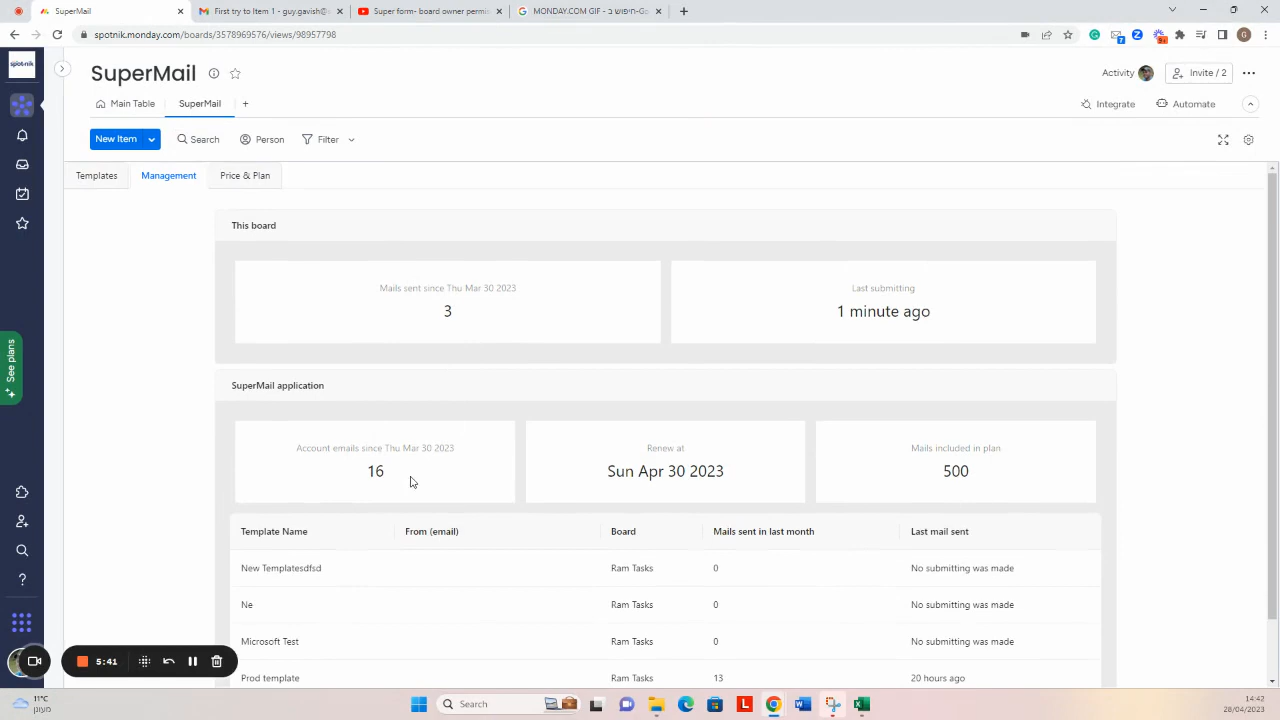 SuperMail
First try to Item 1 - guy.gavish@
Super form- board owner perspec
MONDAY.COM GIF - חיפוש ב-Go
spotnik.monday.com/boards/3578969576/views/98957798
spot-nik
SuperMail
Activity
Invite / 2
Main Table
SuperMail
+
Integrate
Automate
New Item
Search
Person
Filter
Templates
Management
Price & Plan
This board
Mails sent since Thu Mar 30 2023
3
Last submitting
1 minute ago
See plans
SuperMail application
Account emails since Thu Mar 30 2023
16
Renew at
Sun Apr 30 2023
Mails included in plan
500
Template Name
From (email)
Board
Mails sent in last month
Last mail sent
New Templatesdfsd
Ram Tasks
0
No submitting was made
Ne
Ram Tasks
0
No submitting was made
Microsoft Test
Ram Tasks
0
No submitting was made
Prod template
Ram Tasks
13
20 hours ago
5:41
11°C
מעונן
Search
14:42
28/04/2023